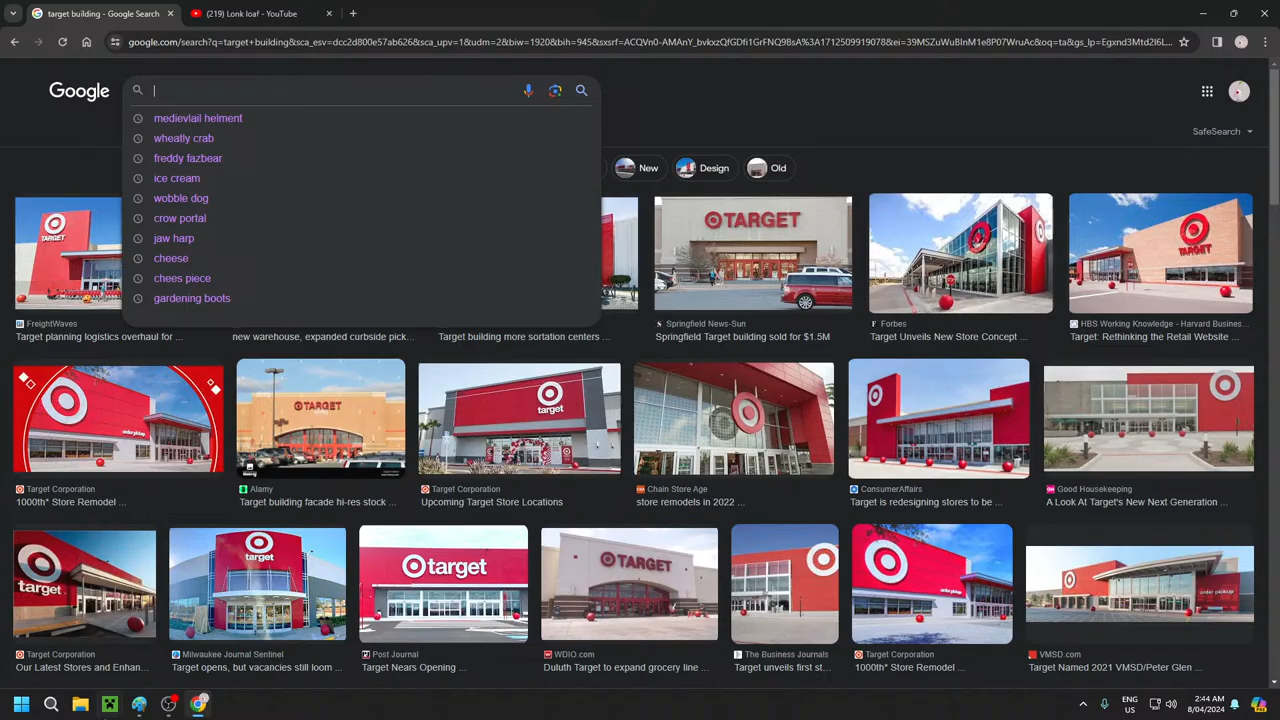 target building - Google Search
(219) Lonk loaf - YouTube
google.com/search?q=target+building&sca_esv=dcc2d800e57ab626&sca_upv=1&udm=2&biw=1920&bih=945&sxsrf=ACQVn0-AMAnY_bvkxzQfGDfi1GrFNQ9BsA%3A1712509919078&ei=39MSZuWuBInM1e8P07WruAc&oq=ta&gs_lp=Egxnd3Mtd2l6L...
Google
SafeSearch
medievlail helment
wheatly crab
freddy fazbear
ice cream
wobble dog
crow portal
jaw harp
cheese
chees piece
gardening boots
New
Design
Old
FreightWaves
Target planning logistics overhaul for ...
new warehouse, expanded curbside pick...
Target building more sortation centers ...
Springfield News-Sun
Springfield Target building sold for $1.5M
Forbes
Target Unveils New Store Concept ...
HBS Working Knowledge - Harvard Busines...
Target: Rethinking the Retail Website ...
TARGET
TARGET
TARGET
Target Corporation
1000th* Store Remodel ...
Alamy
Target building facade hi-res stock ...
Target Corporation
Upcoming Target Store Locations
Chain Store Age
store remodels in 2022 ...
ConsumerAffairs
Target is redesigning stores to be ...
Good Housekeeping
A Look At Target's New Next Generation ...
order pickup
TARGET
target
Target Corporation
Our Latest Stores and Enhan...
Milwaukee Journal Sentinel
Target opens, but vacancies still loom ...
Post Journal
Target Nears Opening ...
WDIO.com
Duluth Target to expand grocery line ...
The Business Journals
Target unveils first st...
Target Corporation
1000th* Store Remodel ...
VMSD.com
Target Named 2021 VMSD/Peter Glen ...
target
target
target
TARGET
order pickup
order pickup
ENG
US
2:44 AM
8/04/2024